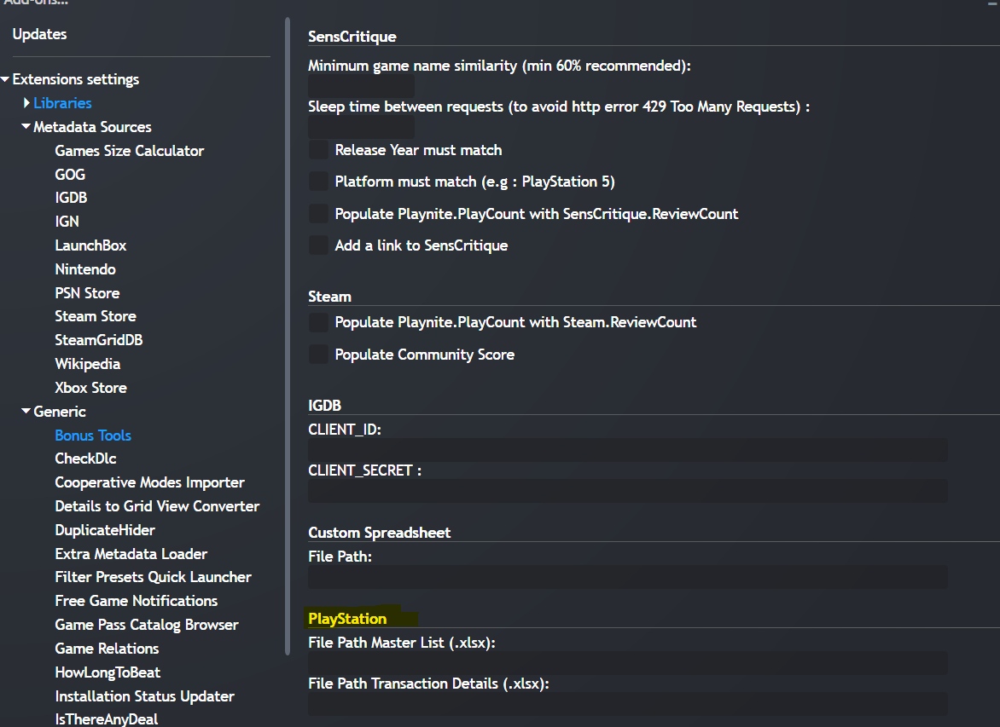 Add-ons...
Updates
Extensions settings
Libraries
Metadata Sources
Games Size Calculator
GOG
IGDB
IGN
LaunchBox
Nintendo
PSN Store
Steam Store
SteamGridDB
Wikipedia
Xbox Store
Generic
Bonus Tools
CheckDlc
Cooperative Modes Importer
Details to Grid View Converter
DuplicateHider
Extra Metadata Loader
Filter Presets Quick Launcher
Free Game Notifications
Game Pass Catalog Browser
Game Relations
HowLongToBeat
Installation Status Updater
IsThereAnyDeal
SensCritique
Minimum game name similarity (min 60% recommended):
Sleep time between requests (to avoid http error 429 Too Many Requests) :
Release Year must match
Platform must match (e.g : PlayStation 5)
Populate Playnite.PlayCount with SensCritique.ReviewCount
Add a link to SensCritique
Steam
Populate Playnite.PlayCount with Steam.ReviewCount
Populate Community Score
IGDB
CLIENT_ID:
CLIENT_SECRET :
Custom Spreadsheet
File Path:
PlayStation
File Path Master List (.xlsx):
File Path Transaction Details (.xlsx):